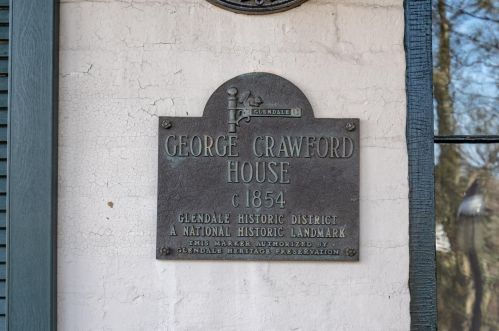 GLENDALE
GEORGE CRAWFORD
HOUSE
c 1854
GLENDALE HISTORIC DISTRICT
A NATIONAL HISTORIC LANDMARK
THIS MARKER AUTHORIZED BY
GLENDALE HERITAGE PRESERVATION